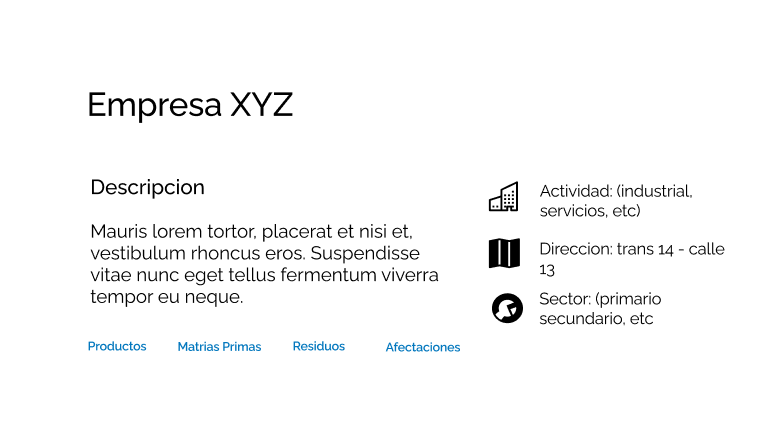 Empresa XYZ
Descripcion
Mauris lorem tortor, placerat et nisi et,
vestibulum rhoncus eros. Suspendisse
vitae nunc eget tellus fermentum viverra
tempor eu neque.
Productos
Matrias Primas
Residuos
Afectaciones
Actividad: (industrial,
servicios, etc)
Direccion: trans 14 - calle
13
Sector: (primario
secundario, etc